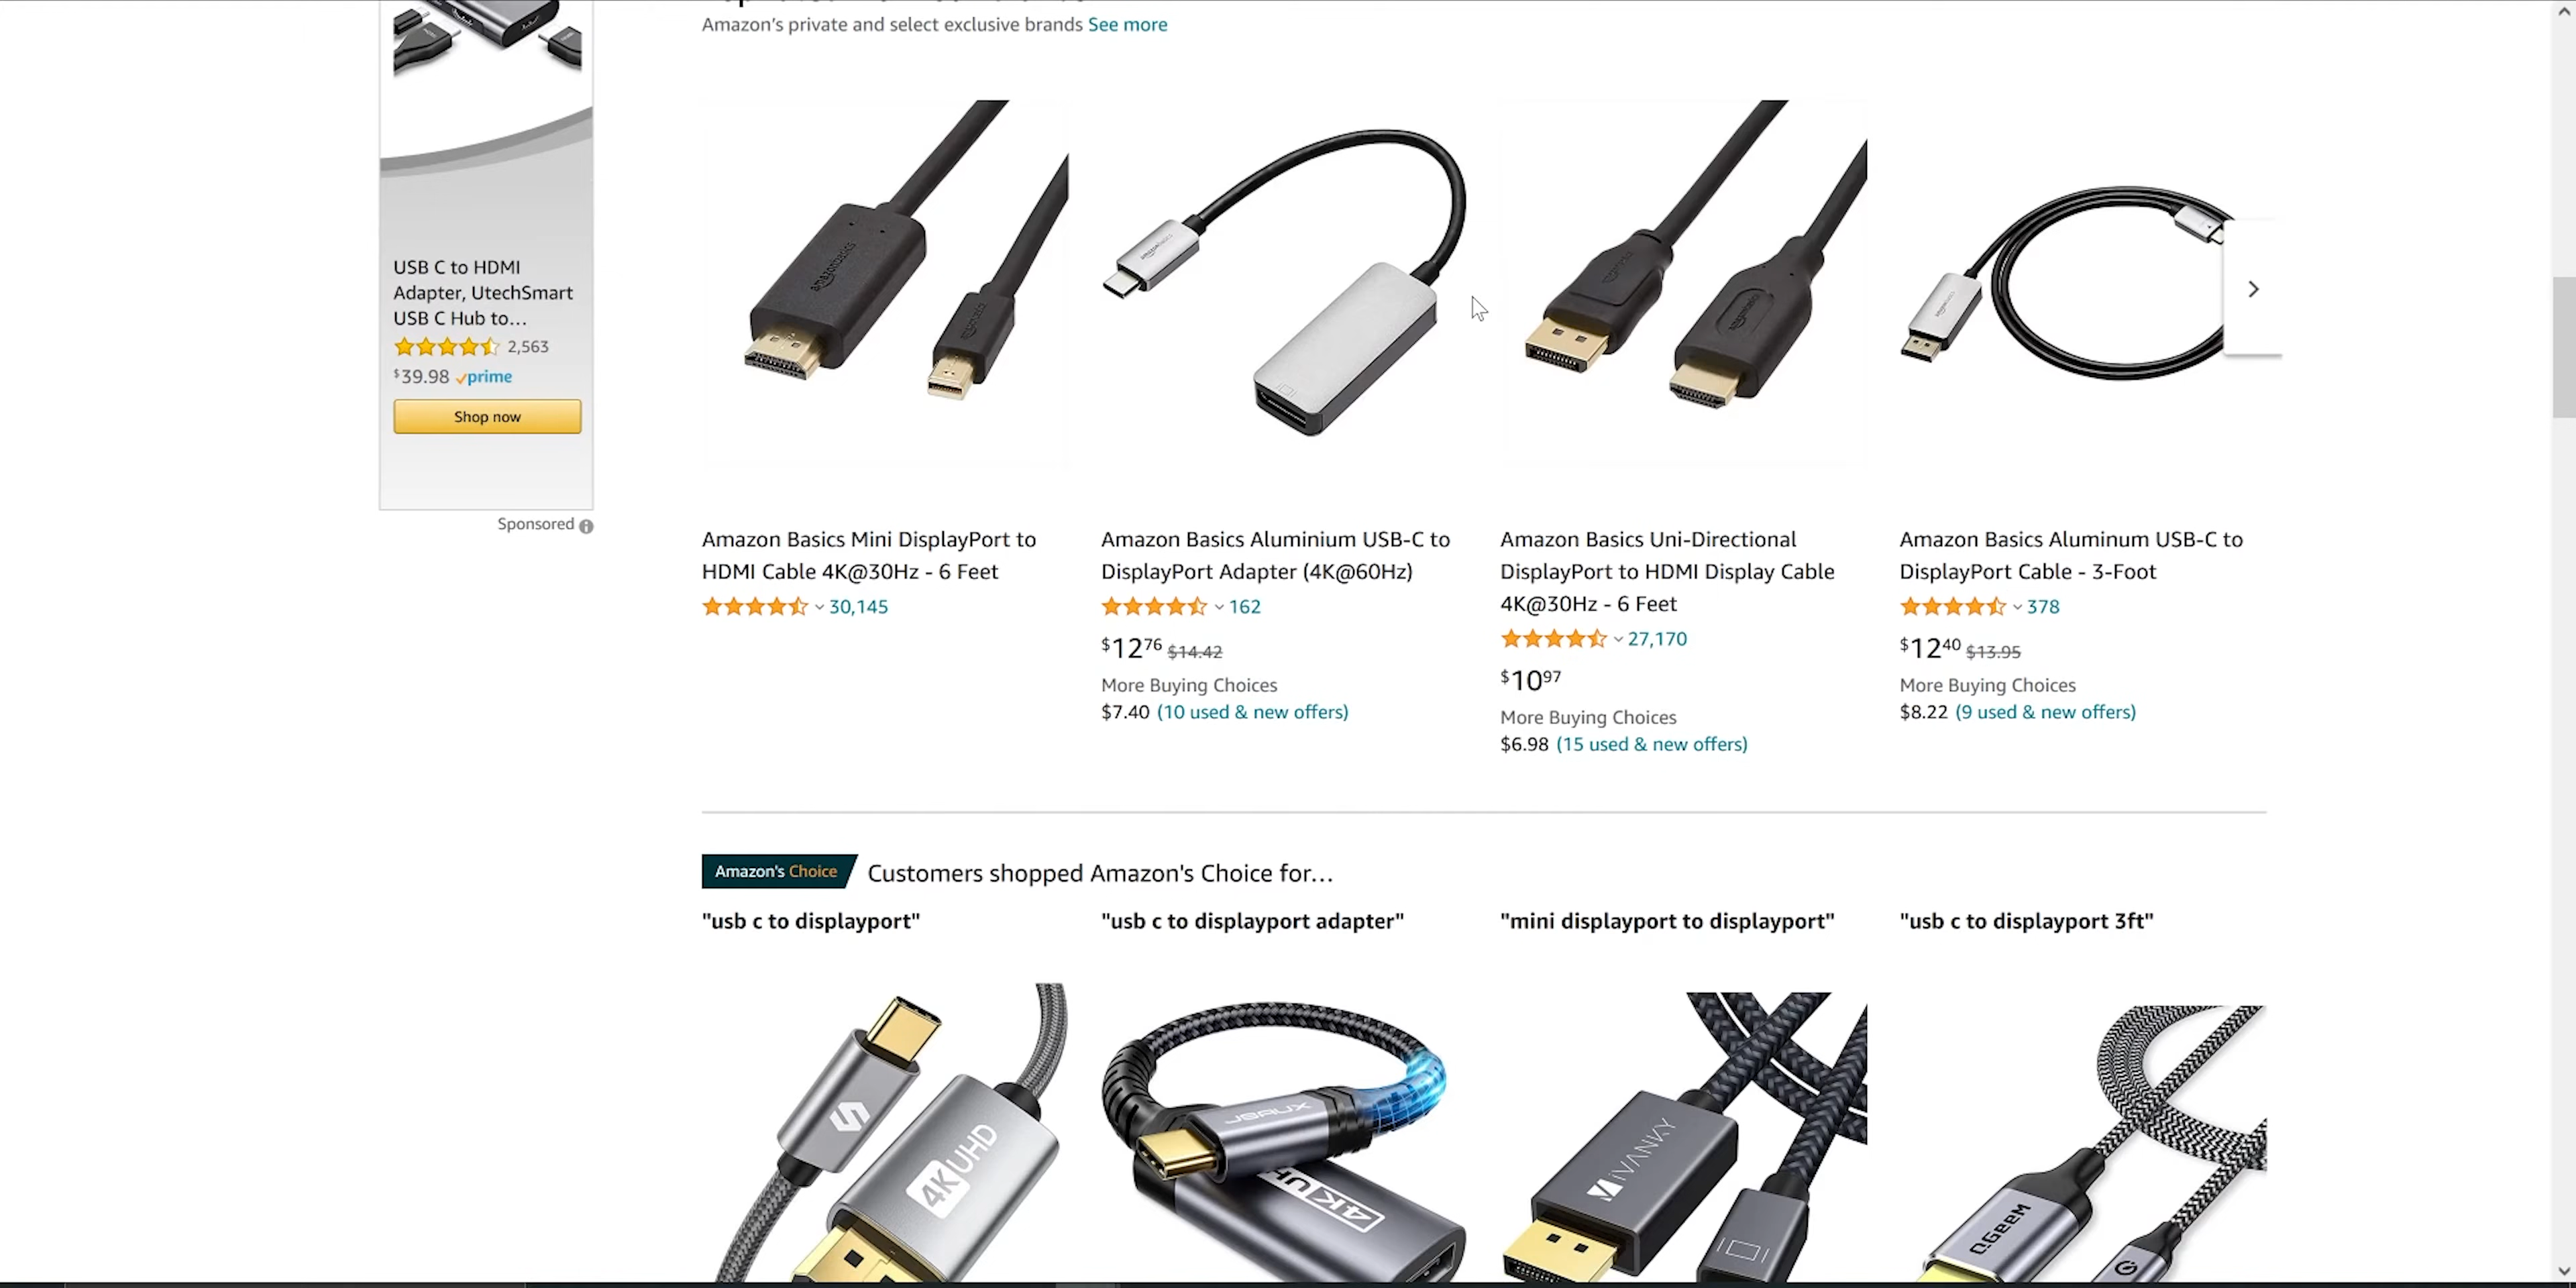 Amazon's private and select exclusive brands See more
USB C to HDMI
Adapter, UtechSmart
USB C Hub to...
2,563
$39.98 prime
Shop now
Sponsored
Amazon Basics Mini DisplayPort to
HDMI Cable 4K@30Hz - 6 Feet
30,145
Amazon Basics Aluminium USB-C to
DisplayPort Adapter (4K@60Hz)
162
$12.76 $14.42
More Buying Choices
$7.40 (10 used & new offers)
Amazon Basics Uni-Directional
DisplayPort to HDMI Display Cable
4K@30Hz - 6 Feet
27,170
$10.97
More Buying Choices
$6.98 (15 used & new offers)
Amazon Basics Aluminum USB-C to
DisplayPort Cable - 3-Foot
378
$12.40 $13.95
More Buying Choices
$8.22 (9 used & new offers)
Amazon's Choice Customers shopped Amazon's Choice for...
"usb c to displayport"
"usb c to displayport adapter"
"mini displayport to displayport"
"usb c to displayport 3ft"
4K UHD
JSAUX
4K
iVANKY
QGeeM